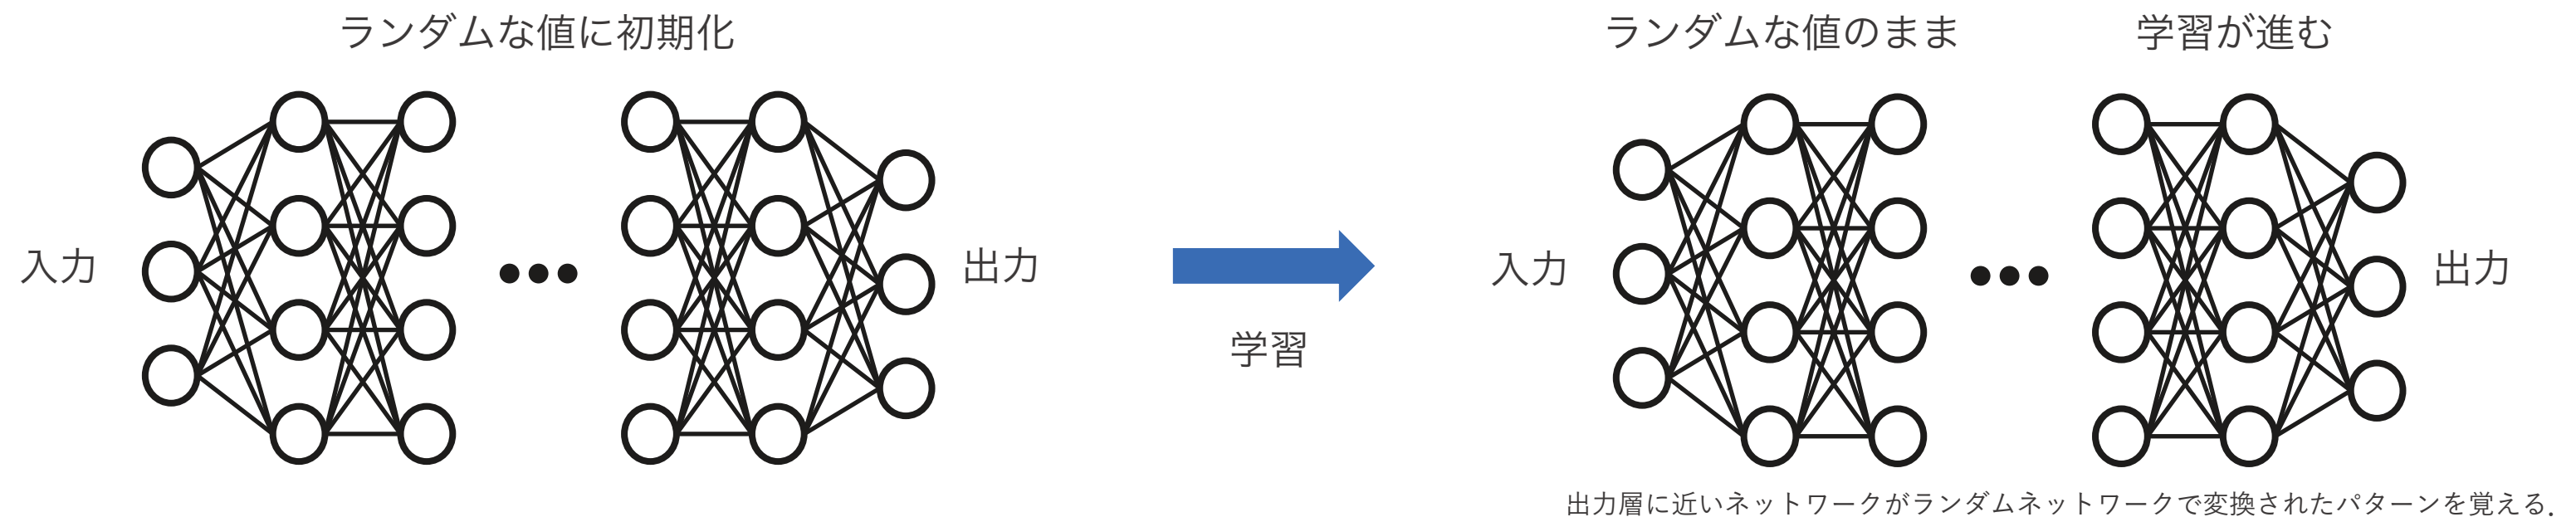 ランダムな値に初期化
入力
出力
学習
ランダムな値のまま
学習が進む
入力
出力
出力層に近いネットワークがランダムネットワークで変換されたパターンを覚える.